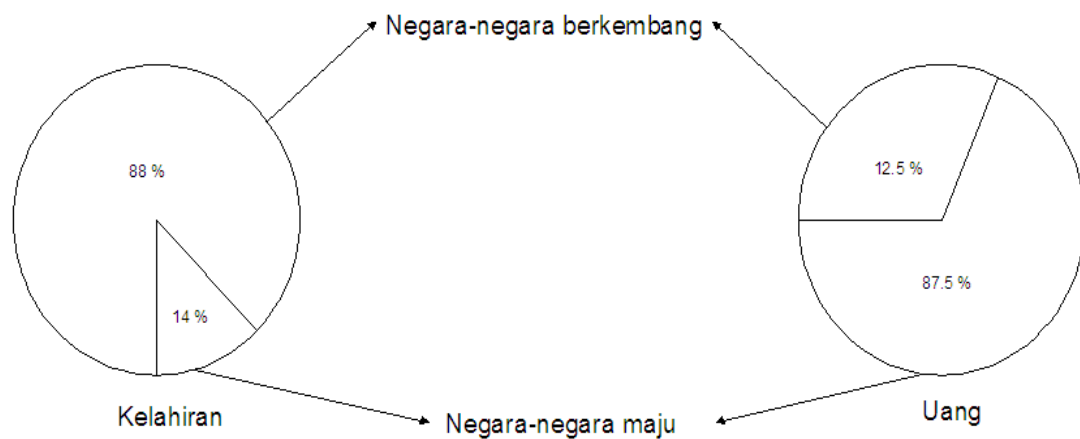 Negara-negara berkembang
88 %
12.5 %
14 %
87.5 %
Kelahiran
Negara-negara maju
Uang